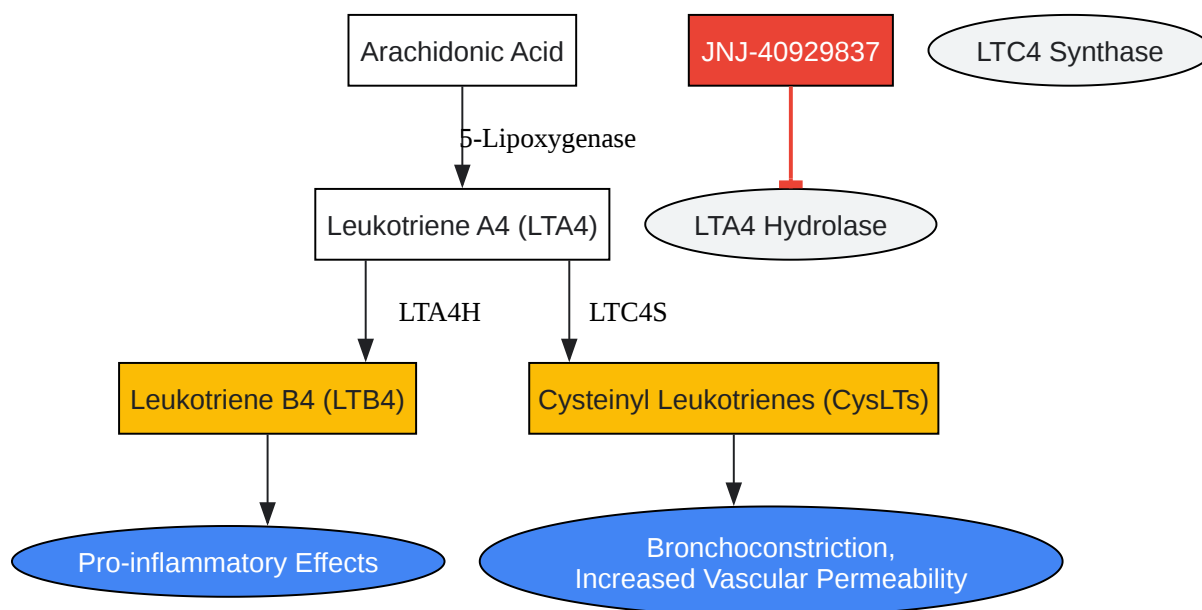 Arachidonic Acid
JNJ-40929837
LTC4 Synthase
5-Lipoxygenase
Leukotriene A4 (LTA4)
LTA4 Hydrolase
LTA4H
LTC4S
Leukotriene B4 (LTB4)
Cysteinyl Leukotrienes (CysLTs)
Pro-inflammatory Effects
Bronchoconstriction,
Increased Vascular Permeability